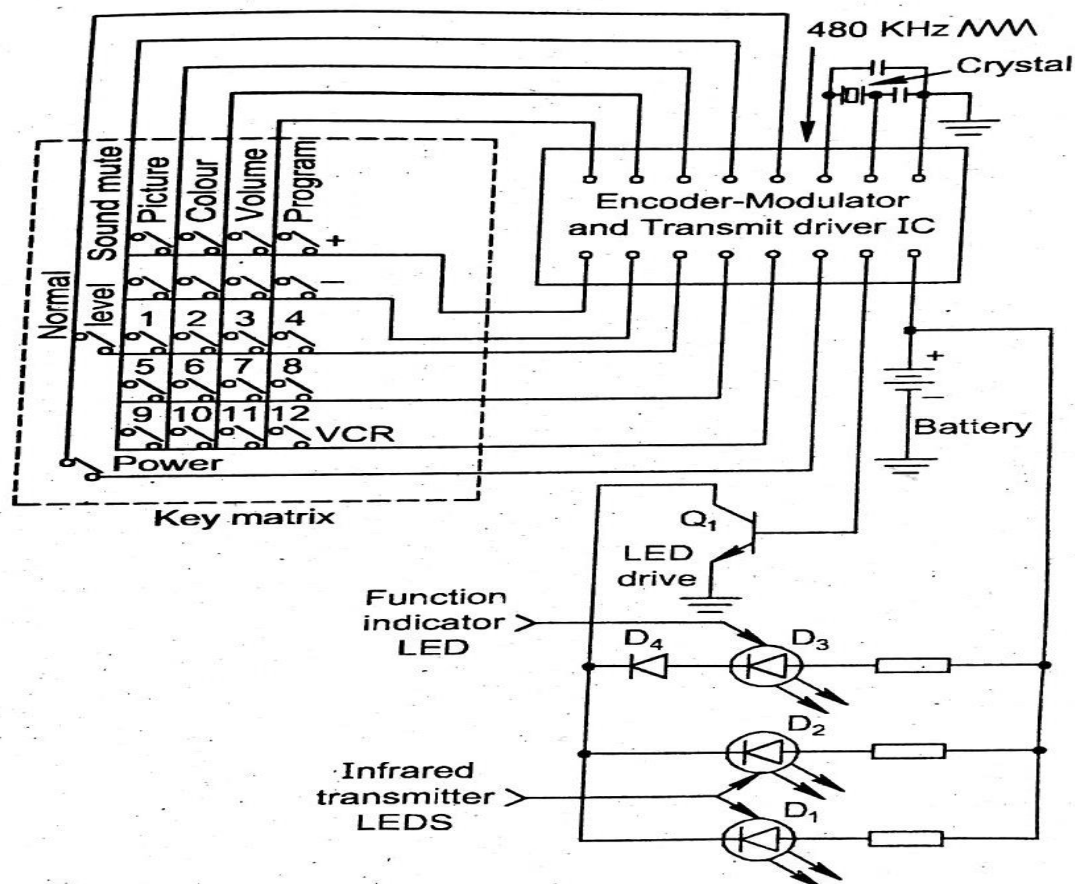 480 KHz
Crystal
Encoder-Modulator
and Transmit driver IC
Normal
level
Sound mute
Picture
Colour
Volume
Program
+
−
1 2 3 4
5 6 7 8
9 10 11 12
VCR
Power
Key matrix
+
−
Battery
Q1
LED
drive
Function
indicator
LED
D4
D3
D2
Infrared
transmitter
LEDS
D1